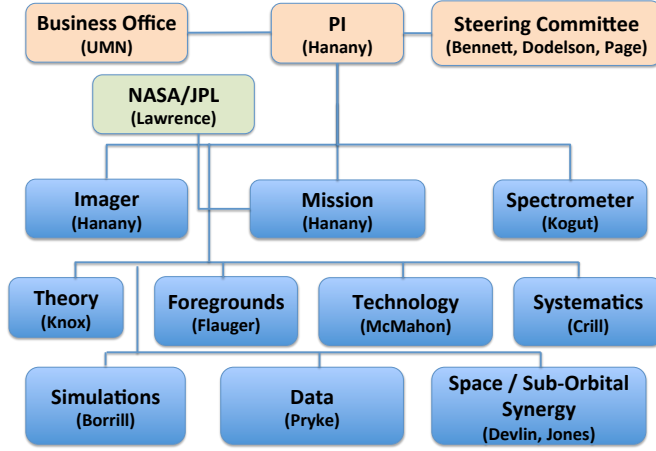 Business Office
(UMN)
PI
(Hanany)
Steering Committee
(Bennett, Dodelson, Page)
NASA/JPL
(Lawrence)
Imager
(Hanany)
Mission
(Hanany)
Spectrometer
(Kogut)
Theory
(Knox)
Foregrounds
(Flauger)
Technology
(McMahon)
Systematics
(Crill)
Simulations
(Borrill)
Data
(Pryke)
Space / Sub-Orbital
Synergy
(Devlin, Jones)